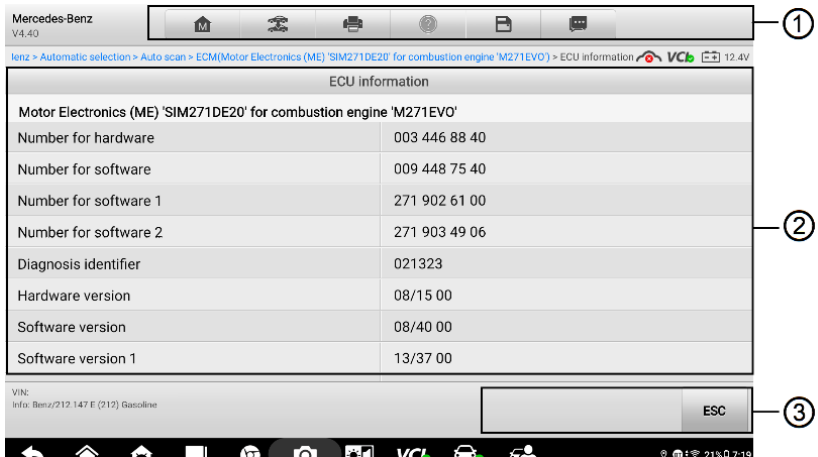 Mercedes-Benz
V4.40
M
?
1
lenz > Automatic selection > Auto scan > ECM(Motor Electronics (ME) 'SIM271DE20' for combustion engine 'M271EVO') > ECU information VCI 12.4V
ECU information
Motor Electronics (ME) 'SIM271DE20' for combustion engine 'M271EVO'
Number for hardware 003 446 88 40
Number for software 009 448 75 40
Number for software 1 271 902 61 00
Number for software 2 271 903 49 06
2
Diagnosis identifier 021323
Hardware version 08/15 00
Software version 08/40 00
Software version 1 13/37 00
VIN:
Info: Benz/212.147 E (212) Gasoline
ESC
3
VCI 21% 7:19